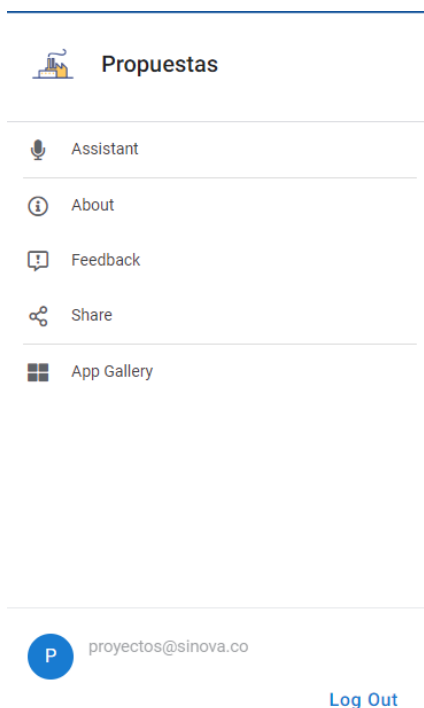 Propuestas
Assistant
About
Feedback
Share
App Gallery
P
proyectos@sinova.co
Log Out